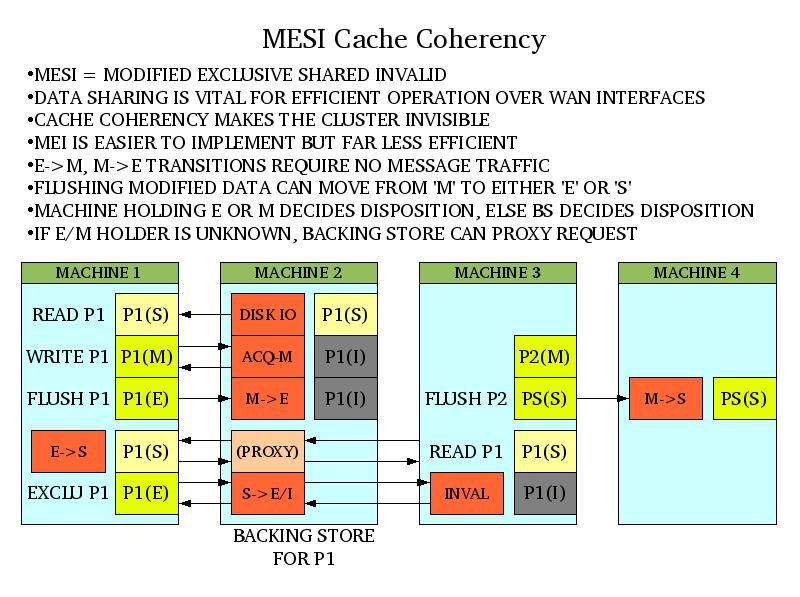 MESI Cache Coherency
•MESI = MODIFIED EXCLUSIVE SHARED INVALID
•DATA SHARING IS VITAL FOR EFFICIENT OPERATION OVER WAN INTERFACES
•CACHE COHERENCY MAKES THE CLUSTER INVISIBLE
•MEI IS EASIER TO IMPLEMENT BUT FAR LESS EFFICIENT
•E->M, M->E TRANSITIONS REQUIRE NO MESSAGE TRAFFIC
•FLUSHING MODIFIED DATA CAN MOVE FROM 'M' TO EITHER 'E' OR 'S'
•MACHINE HOLDING E OR M DECIDES DISPOSITION, ELSE BS DECIDES DISPOSITION
•IF E/M HOLDER IS UNKNOWN, BACKING STORE CAN PROXY REQUEST
MACHINE 1 MACHINE 2 MACHINE 3 MACHINE 4
READ P1 P1(S) DISK IO P1(S)
WRITE P1 P1(M) ACQ-M P1(I) P2(M)
FLUSH P1 P1(E) M->E P1(I) FLUSH P2 PS(S) M->S PS(S)
E->S P1(S) (PROXY) READ P1 P1(S)
EXCLU P1 P1(E) S->E/I INVAL P1(I)
BACKING STORE
FOR P1